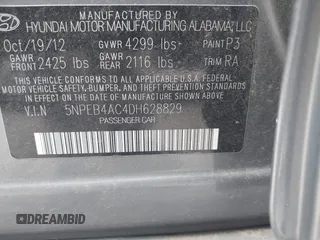 HYUNDAI MOTOR MANUFACTURING ALABAMA, LLC
Oct/19/12 GVWR 4299 lbs PAINT P3
GAWR FRONT 2425 lbs GAWR REAR 2116 lbs TRIM RA
THIS VEHICLE CONFORMS TO ALL APPLICABLE U.S. FEDERAL
MOTOR VEHICLE SAFETY, BUMPER, AND THEFT PREVENTION
STANDARDS IN EFFECT ON THE DATE OF MANUFACTURE SHOWN ABOVE.
V.I.N 5NPEB4AC4DH628829
PASSENGER CAR
DREAMBID